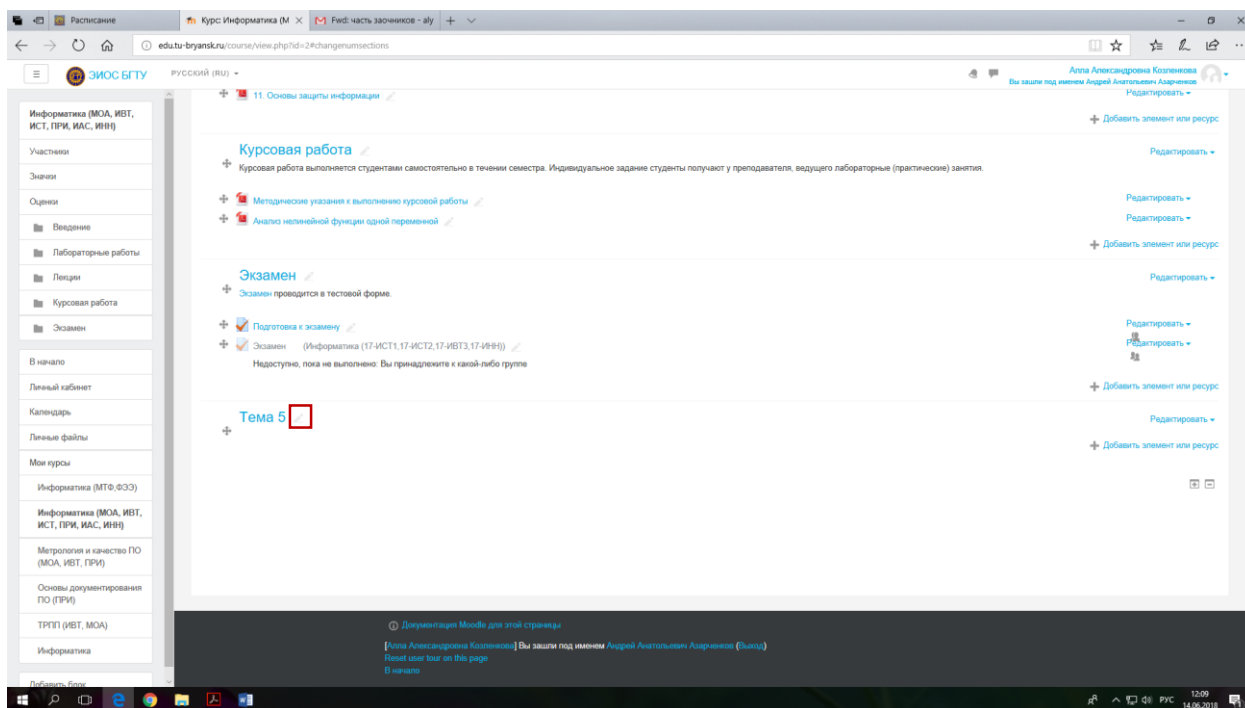 Расписание
Курс: Информатика (М
Fwd: часть заочников - aly
edu.tu-bryansk.ru/course/view.php?id=2#changenumsections
ЭИОС БГТУ
РУССКИЙ (RU)
Алла Александровна Козленкова
Вы зашли под именем Андрей Анатольевич Азарченков
Информатика (МОА, ИВТ,
ИСТ, ПРИ, ИАС, ИНН)
Участники
Значки
Оценки
Введение
Лабораторные работы
Лекции
Курсовая работа
Экзамен
В начало
Личный кабинет
Календарь
Личные файлы
Мои курсы
Информатика (МТФ,ФЭЭ)
Информатика (МОА, ИВТ,
ИСТ, ПРИ, ИАС, ИНН)
Метрология и качество ПО
(МОА, ИВТ, ПРИ)
Основы документирования
ПО (ПРИ)
ТРПП (ИВТ, МОА)
Информатика
Добавить блок
11. Основы защиты информации
Редактировать
Добавить элемент или ресурс
Курсовая работа
Редактировать
Курсовая работа выполняется студентами самостоятельно в течении семестра. Индивидуальное задание студенты получают у преподавателя, ведущего лабораторные (практические) занятия.
Методические указания к выполнению курсовой работы
Редактировать
Анализ нелинейной функции одной переменной
Редактировать
Добавить элемент или ресурс
Экзамен
Редактировать
Экзамен проводится в тестовой форме.
Подготовка к экзамену
Редактировать
Экзамен (Информатика (17-ИСТ1,17-ИСТ2,17-ИВТ3,17-ИНН))
Редактировать
Недоступно, пока не выполнено: Вы принадлежите к какой-либо группе
Добавить элемент или ресурс
Тема 5
Редактировать
Добавить элемент или ресурс
Документация Moodle для этой страницы
[Алла Александровна Козленкова] Вы зашли под именем Андрей Анатольевич Азарченков (Выход)
Reset user tour on this page
В начало
РУС
12:09
14.06.2018